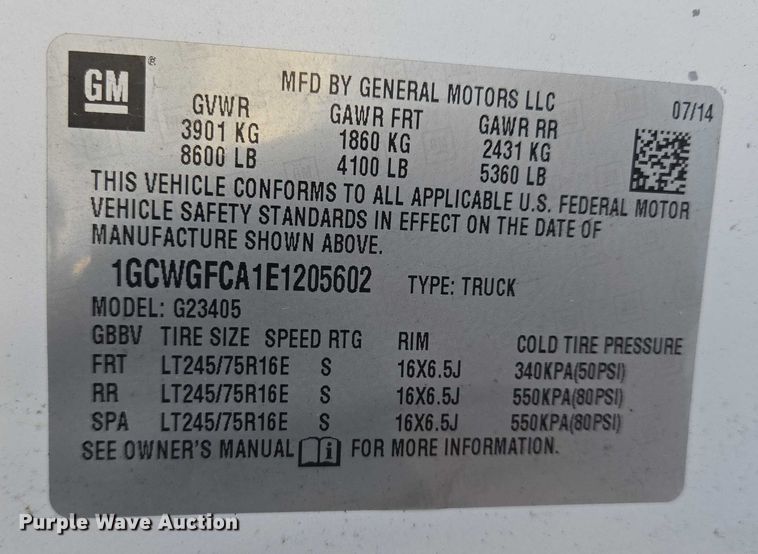 GM®
MFD BY GENERAL MOTORS LLC
07/14
GVWR GAWR FRT GAWR RR
3901 KG 1860 KG 2431 KG
8600 LB 4100 LB 5360 LB
THIS VEHICLE CONFORMS TO ALL APPLICABLE U.S. FEDERAL MOTOR
VEHICLE SAFETY STANDARDS IN EFFECT ON THE DATE OF
MANUFACTURE SHOWN ABOVE.
1GCWGFCA1E1205602 TYPE: TRUCK
MODEL: G23405
GBBV TIRE SIZE SPEED RTG RIM COLD TIRE PRESSURE
FRT LT245/75R16E S 16X6.5J 340KPA(50PSI)
RR LT245/75R16E S 16X6.5J 550KPA(80PSI)
SPA LT245/75R16E S 16X6.5J 550KPA(80PSI)
SEE OWNER'S MANUAL i FOR MORE INFORMATION.
Purple Wave Auction